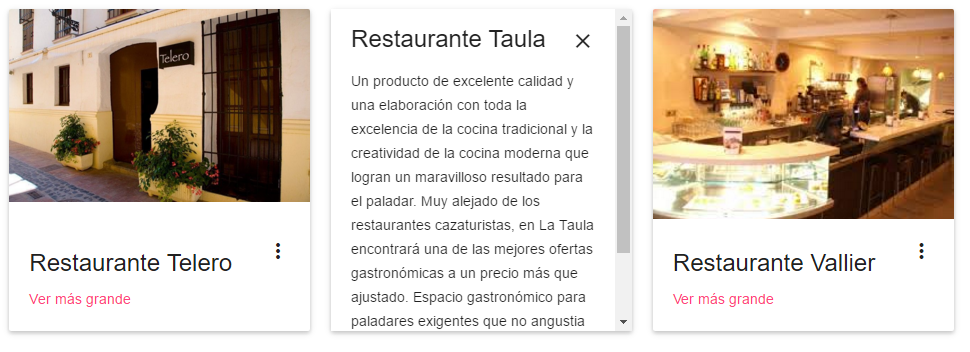 Telero
Restaurante Telero
Ver más grande
Restaurante Taula
Un producto de excelente calidad y
una elaboración con toda la
excelencia de la cocina tradicional y la
creatividad de la cocina moderna que
logran un maravilloso resultado para
el paladar. Muy alejado de los
restaurantes cazaturistas, en La Taula
encontrará una de las mejores ofertas
gastronómicas a un precio más que
ajustado. Espacio gastronómico para
paladares exigentes que no angustia
Restaurante Vallier
Ver más grande